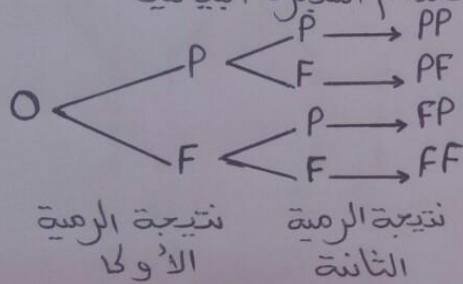 P PP
P F PF
O
P FP
F F FF
نتيجة الرمية نتيجة الرمية
الثانية الأولى